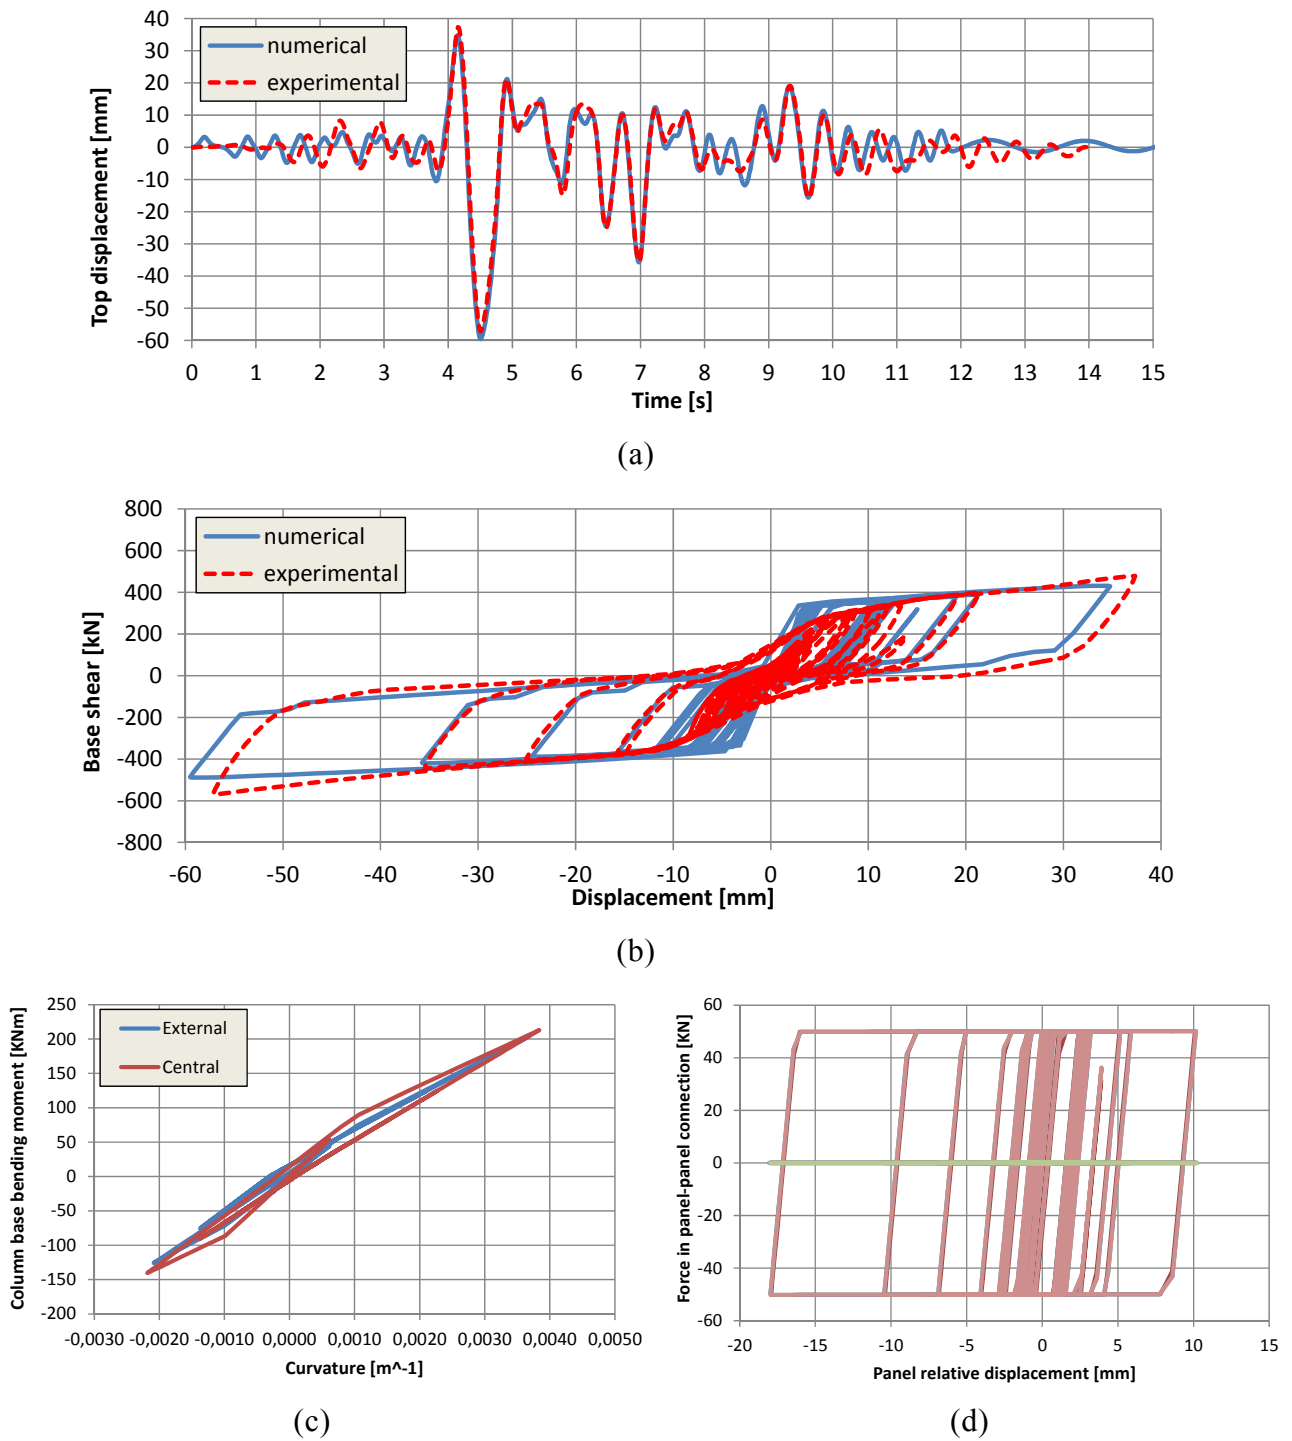 40
30
20
10
0
-10
-20
-30
-40
-50
-60
Top displacement [mm]
numerical
experimental
0 1 2 3 4 5 6 7 8 9 10 11 12 13 14 15
Time [s]
(a)
800
600
400
200
0
-200
-400
-600
-800
Base shear [kN]
numerical
experimental
-60 -50 -40 -30 -20 -10 0 10 20 30 40
Displacement [mm]
(b)
250
200
150
100
50
0
-50
-100
-150
-200
Column base bending moment [KNm]
External
Central
-0,0030 -0,0020 -0,0010 0,0000 0,0010 0,0020 0,0030 0,0040 0,0050
Curvature [m^-1]
(c)
60
40
20
0
-20
-40
-60
Force in panel-panel connection [KN]
-20 -15 -10 -5 0 5 10 15
Panel relative displacement [mm]
(d)